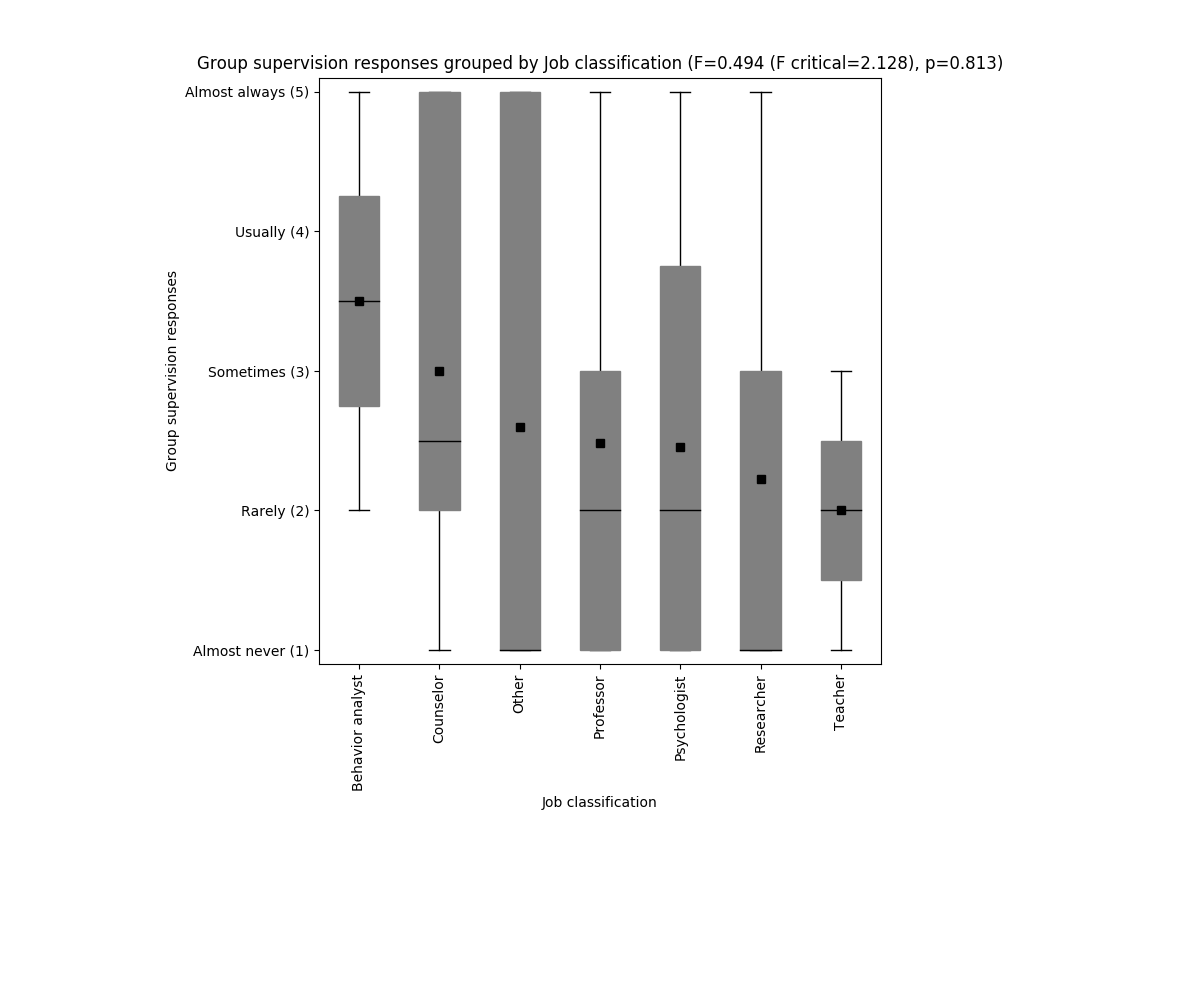 Group supervision responses grouped by Job classification (F=0.494 (F critical=2.128), p=0.813)
Almost always (5)
Usually (4)
Sometimes (3)
Rarely (2)
Almost never (1)
Group supervision responses
Behavior analyst
Counselor
Other
Professor
Psychologist
Researcher
Teacher
Job classification